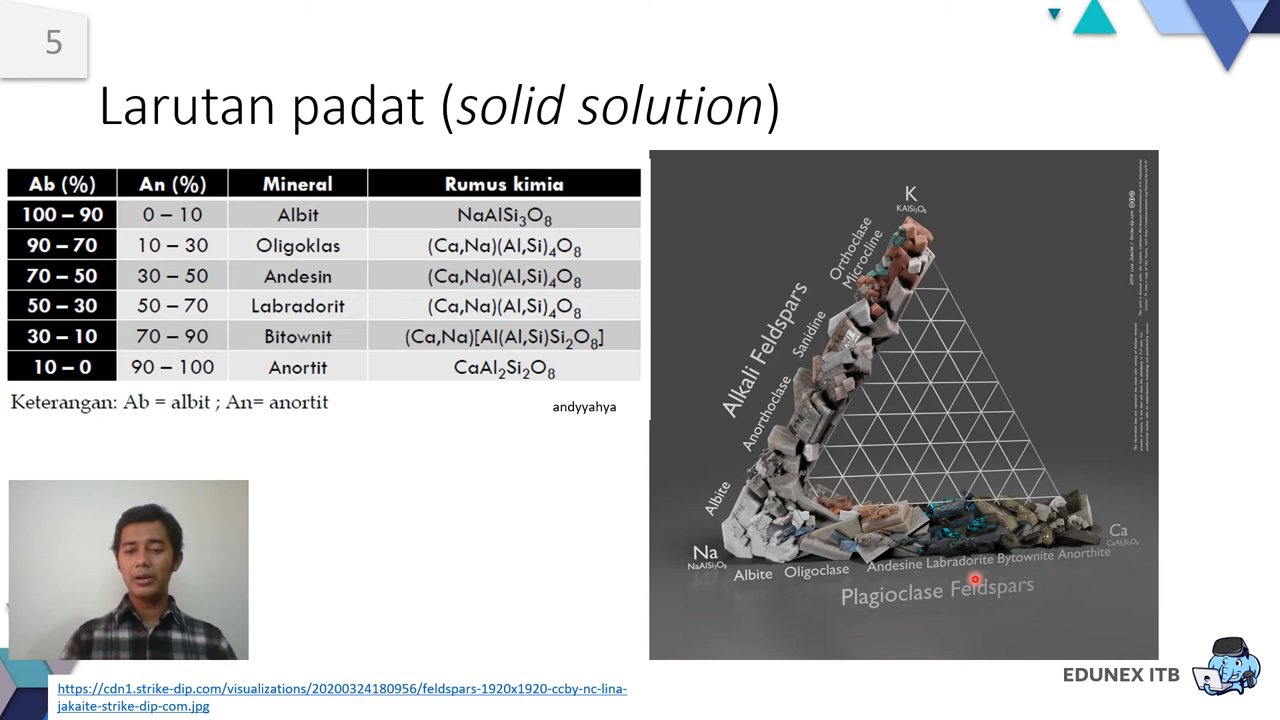 5
Larutan padat (solid solution)
Ab (%) An (%) Mineral Rumus kimia
100 – 90 0 – 10 Albit NaAlSi₃O₈
90 – 70 10 – 30 Oligoklas (Ca,Na)(Al,Si)₄O₈
70 – 50 30 – 50 Andesin (Ca,Na)(Al,Si)₄O₈
50 – 30 50 – 70 Labradorit (Ca,Na)(Al,Si)₄O₈
30 – 10 70 – 90 Bitownit (Ca,Na)[Al(Al,Si)Si₂O₈]
10 – 0 90 – 100 Anortit CaAl₂Si₂O₈
Keterangan: Ab = albit ; An= anortit
andyyahya
K
KAlSi₃O₈
Orthoclase
Microcline
Sanidine
Alkali Feldspars
Anorthoclase
Albite
Na
NaAlSi₃O₈
Ca
CaAl₂Si₂O₈
Albite Oligoclase Andesine Labradorite Bytownite Anorthite
Plagioclase Feldspars
EDUNEX ITB
https://cdn1.strike-dip.com/visualizations/20200324180956/feldspars-1920x1920-ccby-nc-lina-
jakaite-strike-dip-com.jpg